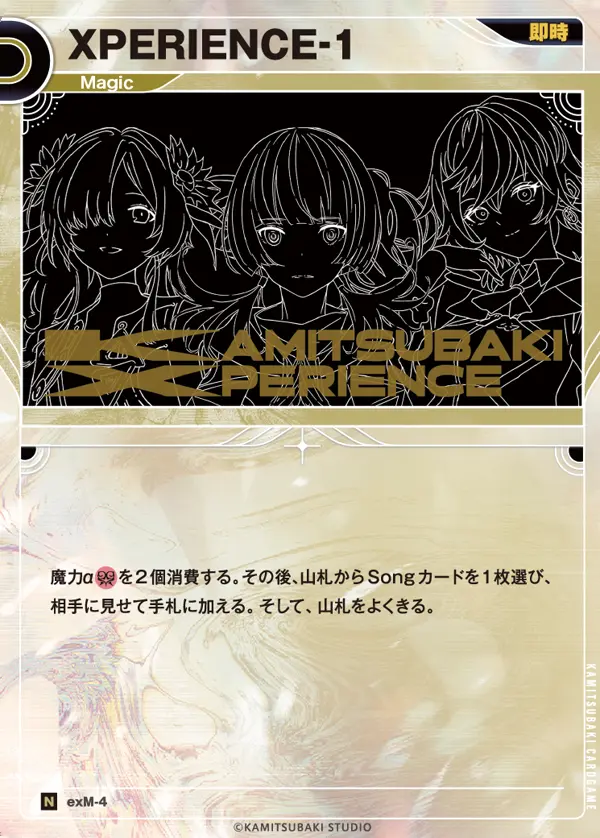 XPERIENCE-1
即時
Magic
KAMITSUBAKI
XPERIENCE
魔力αを2個消費する。その後、山札からSongカードを1枚選び、
相手に見せて手札に加える。そして、山札をよくきる。
KAMITSUBAKI CARDGAME
N exM-4
©KAMITSUBAKI STUDIO